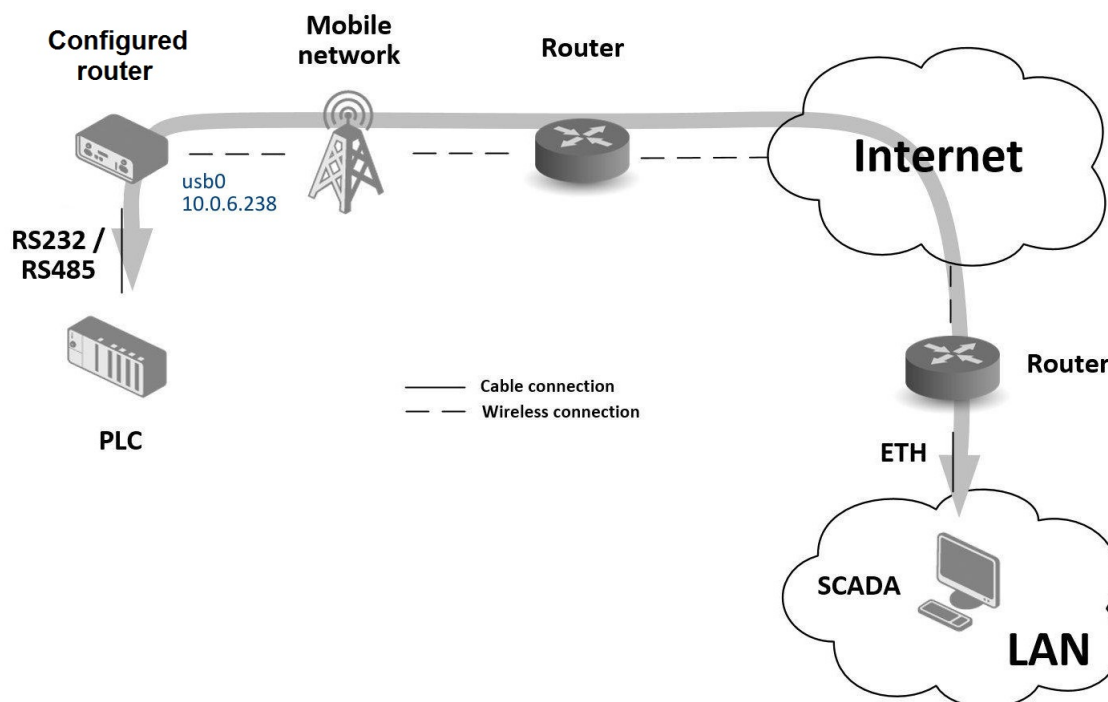 Configured
router
Mobile
network
Router
Internet
usb0
10.0.6.238
RS232 /
RS485
Router
Cable connection
Wireless connection
PLC
ETH
SCADA
LAN